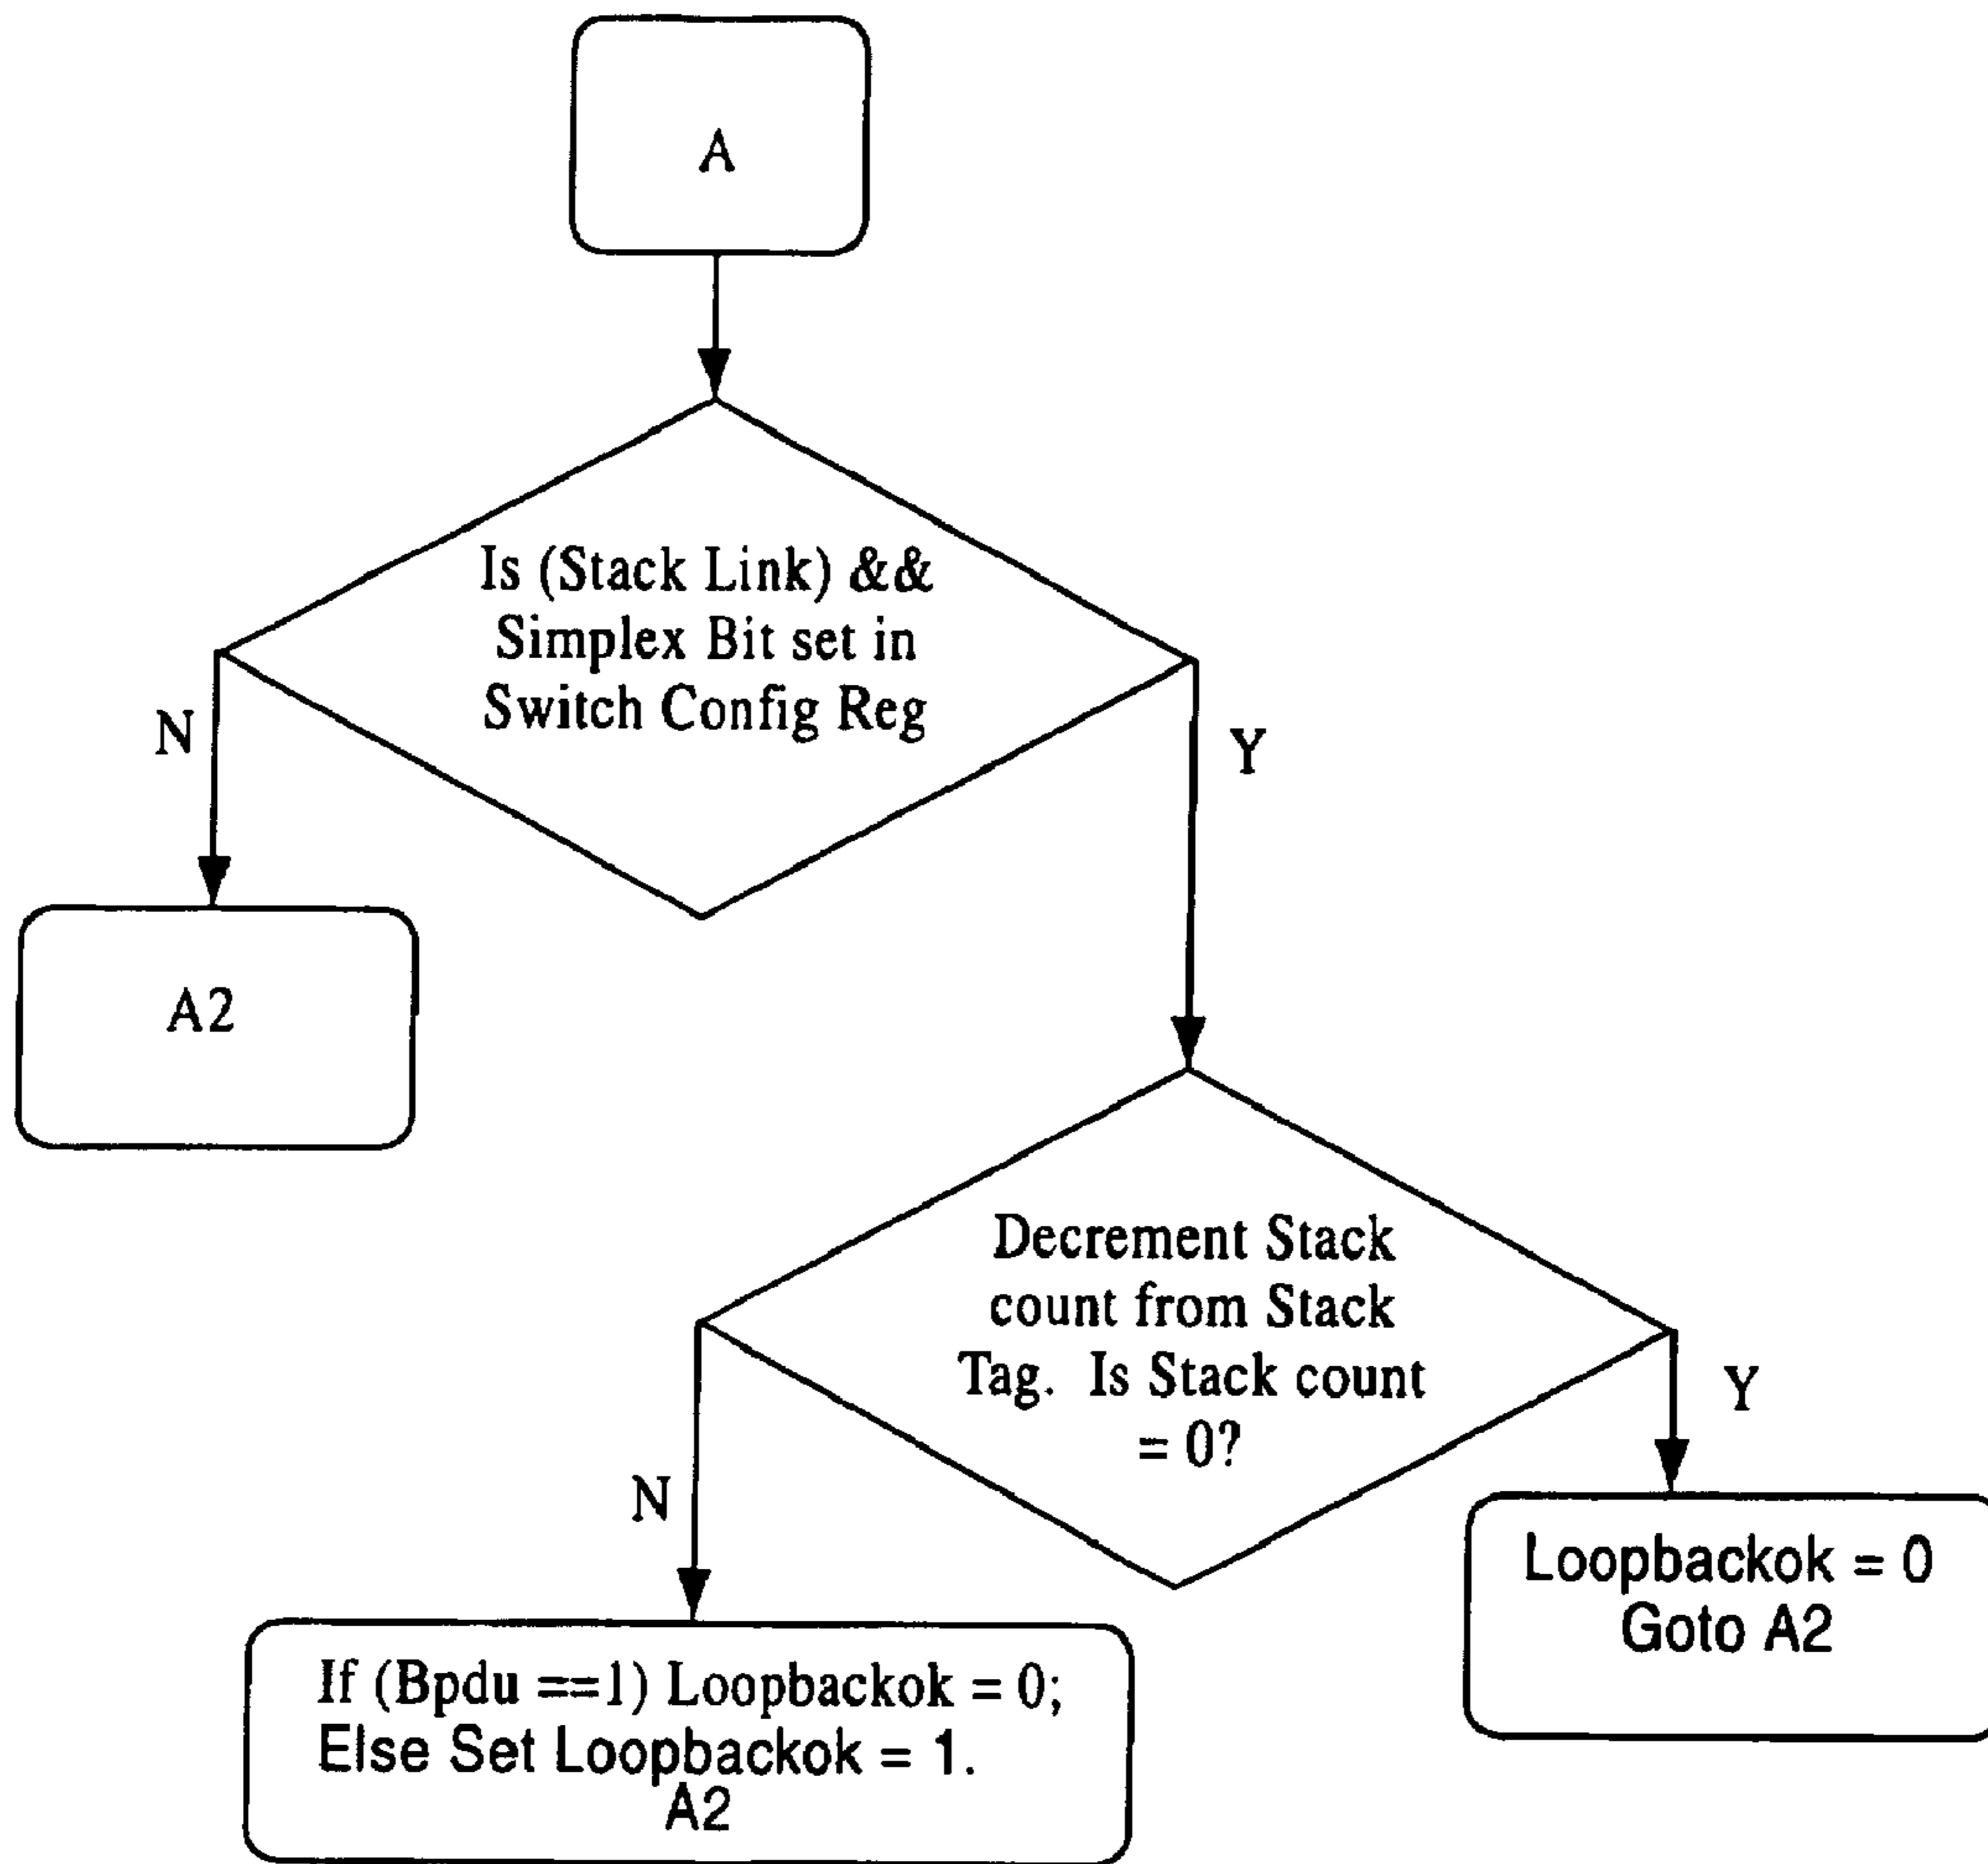 A
Is (Stack Link) &&
Simplex Bit set in
Switch Config Reg
N
Y
A2
Decrement Stack
count from Stack
Tag. Is Stack count
= 0?
N
Y
Loopbackok = 0
Goto A2
If (Bpdu ==1) Loopbackok = 0;
Else Set Loopbackok = 1.
A2